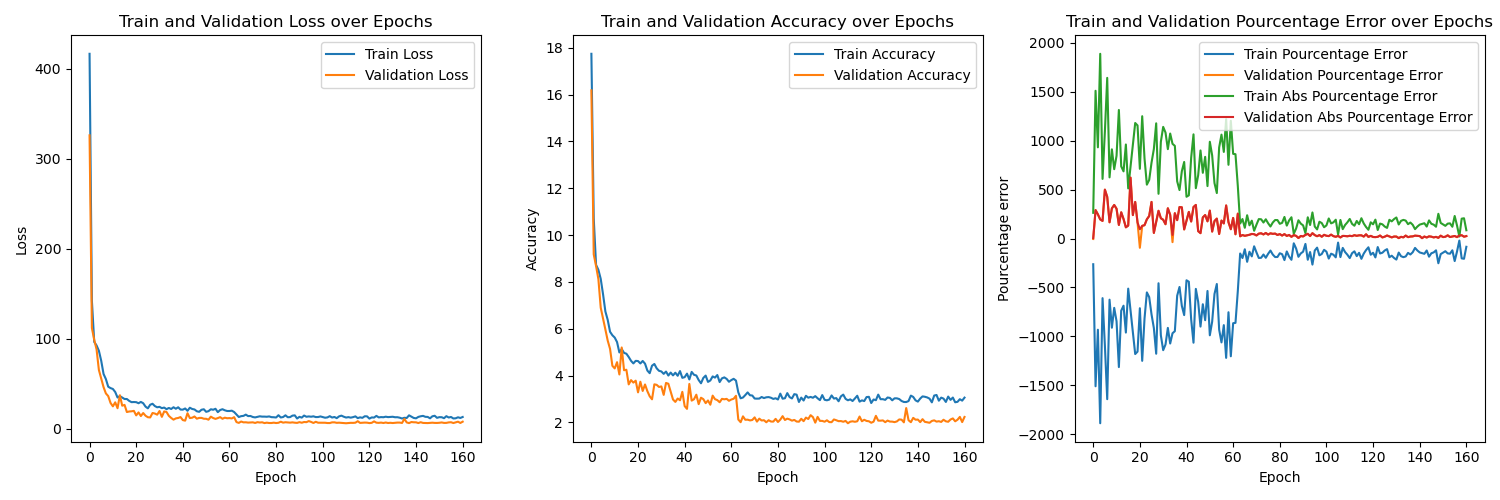 Train and Validation Loss over Epochs
Train Loss
Validation Loss
400
300
200
100
0
Loss
0 20 40 60 80 100 120 140 160
Epoch
Train and Validation Accuracy over Epochs
Train Accuracy
Validation Accuracy
18
16
14
12
10
8
6
4
2
Accuracy
0 20 40 60 80 100 120 140 160
Epoch
Train and Validation Pourcentage Error over Epochs
Train Pourcentage Error
Validation Pourcentage Error
Train Abs Pourcentage Error
Validation Abs Pourcentage Error
2000
1500
1000
500
0
−500
−1000
−1500
−2000
Pourcentage error
0 20 40 60 80 100 120 140 160
Epoch